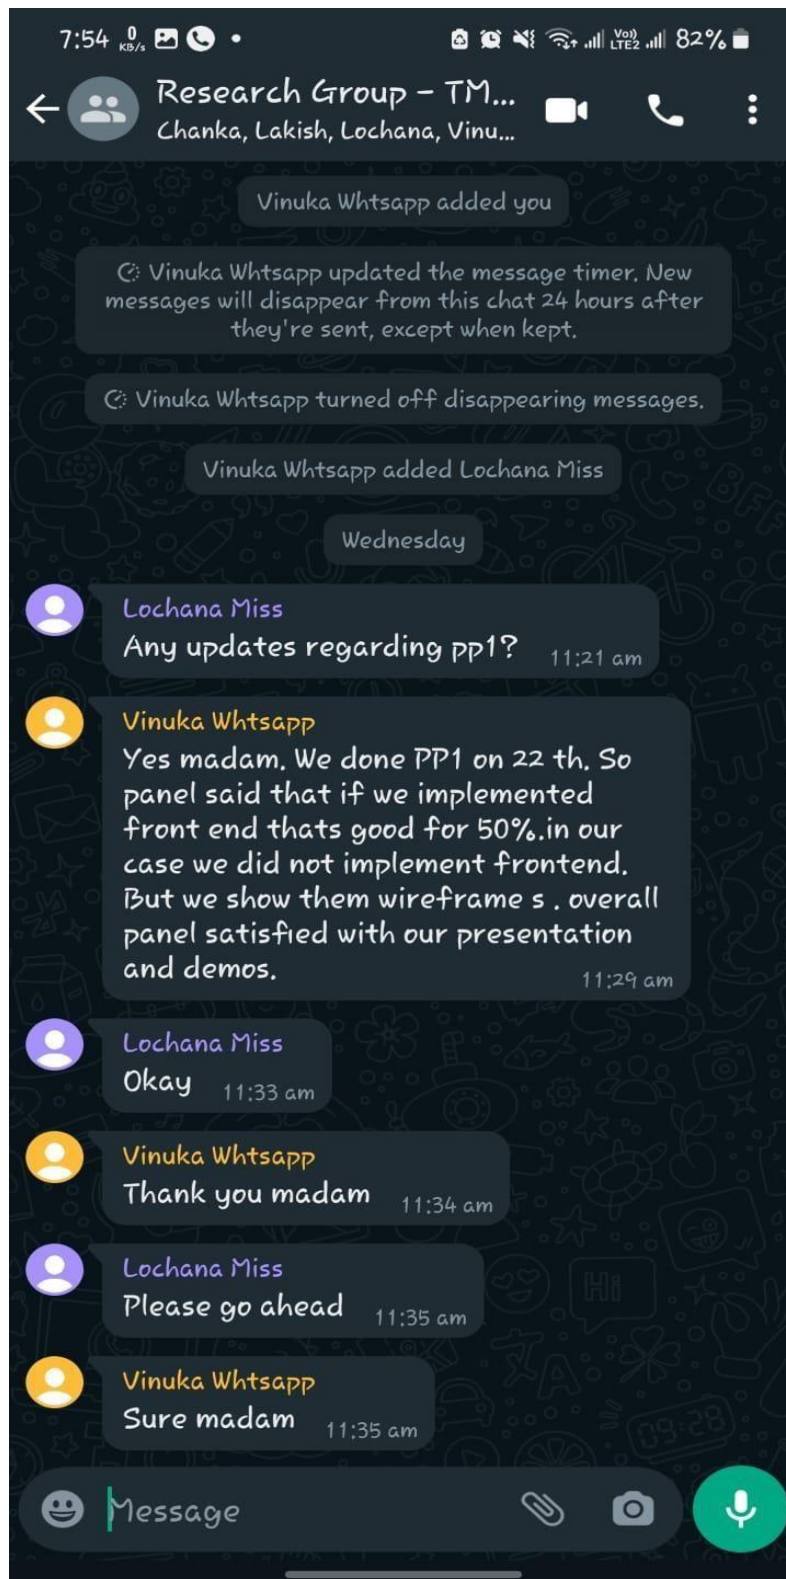 7:54 0 KB/s
Vo)) LTE2 82%
Research Group - TM...
Chanka, Lakish, Lochana, Vinu...
Vinuka Whtsapp added you
Vinuka Whtsapp updated the message timer. New
messages will disappear from this chat 24 hours after
they're sent, except when kept.
Vinuka Whtsapp turned off disappearing messages.
Vinuka Whtsapp added Lochana Miss
Wednesday
Lochana Miss
Any updates regarding pp1? 11:21 am
Vinuka Whtsapp
Yes madam. We done PP1 on 22 th. So
panel said that if we implemented
front end thats good for 50%.in our
case we did not implement frontend.
But we show them wireframe s . overall
panel satisfied with our presentation
and demos. 11:29 am
Lochana Miss
Okay 11:33 am
Vinuka Whtsapp
Thank you madam 11:34 am
Lochana Miss
Please go ahead 11:35 am
Vinuka Whtsapp
Sure madam 11:35 am
Message